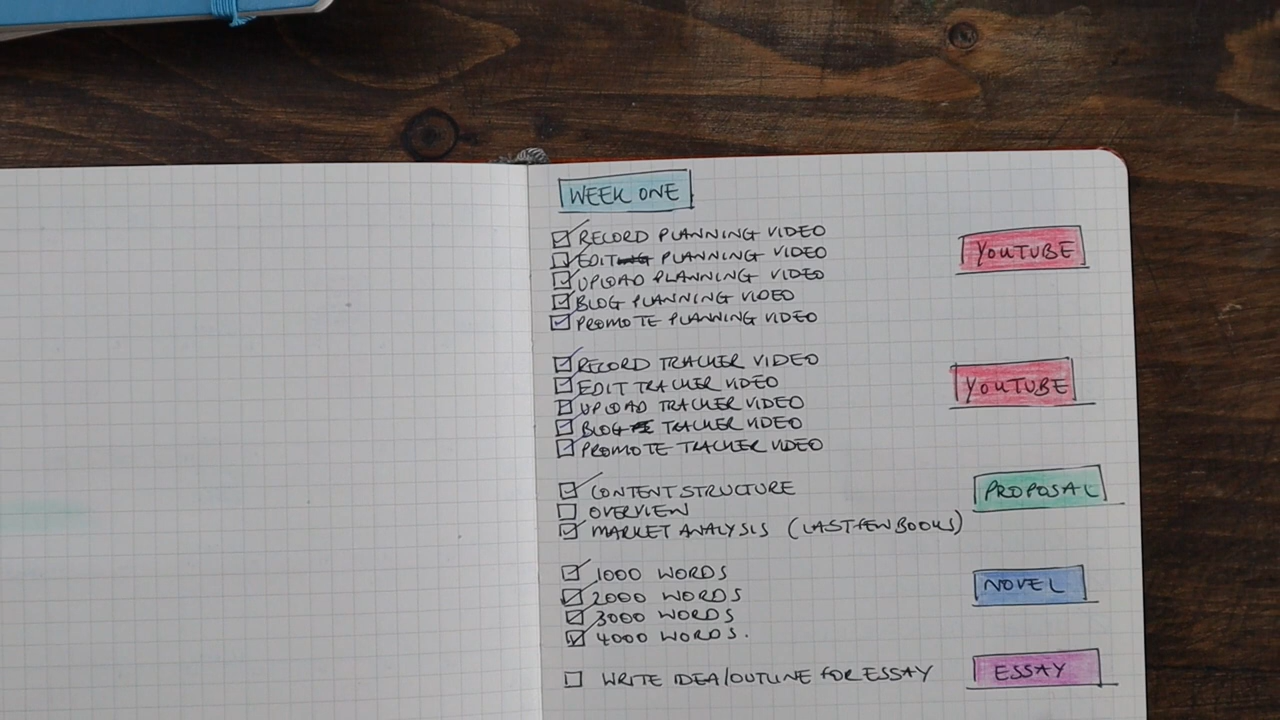 WEEK ONE
RECORD PLANNING VIDEO
YOUTUBE
EDIT PLANNING VIDEO
UPLOAD PLANNING VIDEO
BLOG PLANNING VIDEO
PROMOTE PLANNING VIDEO
RECORD TRACKER VIDEO
YOUTUBE
EDIT TRACKER VIDEO
UPLOAD TRACKER VIDEO
BLOG TRACKER VIDEO
PROMOTE TRACKER VIDEO
CONTENT STRUCTURE
PROPOSAL
OVERVIEW
MARKET ANALYSIS (LAST FEW BOOKS)
1000 WORDS
NOVEL
2000 WORDS
3000 WORDS
4000 WORDS.
WRITE IDEA/OUTLINE FOR ESSAY
ESSAY